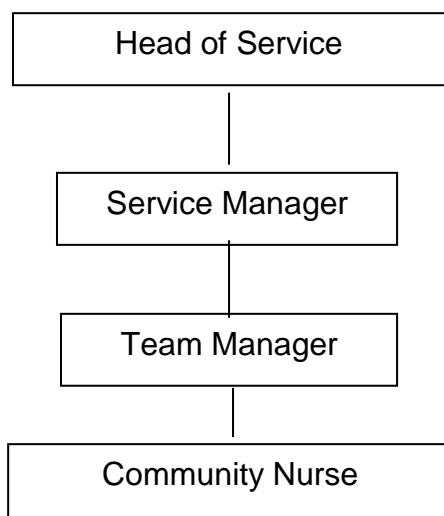 Head of Service
Service Manager
Team Manager
Community Nurse